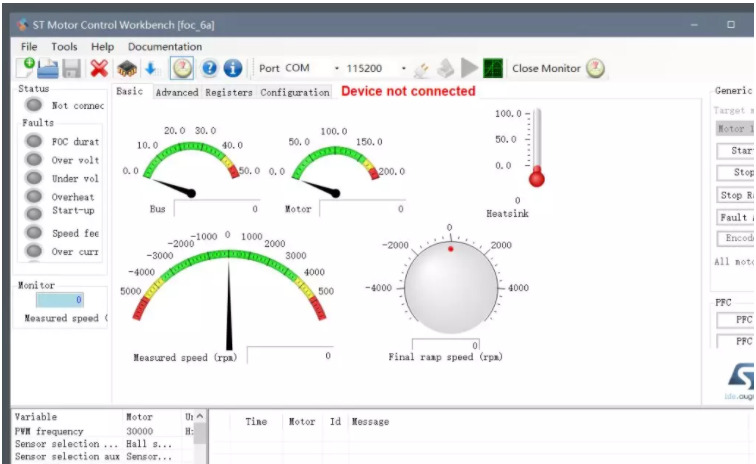 ST Motor Control Workbench [foc_6a]
File Tools Help Documentation
Port COM 115200 Close Monitor
Status
Not connec
Faults
FOC durat
Over volt
Under vol
Overheat
Start-up
Speed fee
Over curr
Monitor
0
Measured speed (
Basic Advanced Registers Configuration Device not connected
0.0 10.0 20.0 30.0 40.0 50.0
Bus 0
0.0 50.0 100.0 150.0 200.0
Motor 0
100.0
50.0
0.0
0
Heatsink
5000 -4000 -3000 -2000 -1000 0 1000 2000 3000 4000 500
Measured speed (rpm) 0
-4000 -2000 0 2000 4000
0
Final ramp speed (rpm)
Generic
Target s
Motor 1
Star
Stop
Stop R
Fault
Encod
All moto
PFC
PFC
PFC
Variable Motor
PWM frequency 30000
Sensor selection ... Hall s...
Sensor selection aux Sensor...
Time Motor Id Message